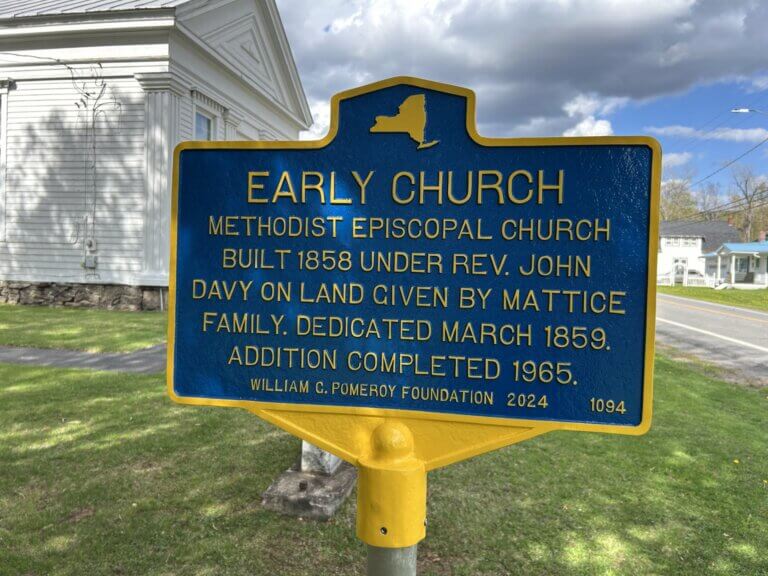 EARLY CHURCH
METHODIST EPISCOPAL CHURCH
BUILT 1858 UNDER REV. JOHN
DAVY ON LAND GIVEN BY MATTICE
FAMILY. DEDICATED MARCH 1859.
ADDITION COMPLETED 1965.
WILLIAM G. POMEROY FOUNDATION 2024 1094